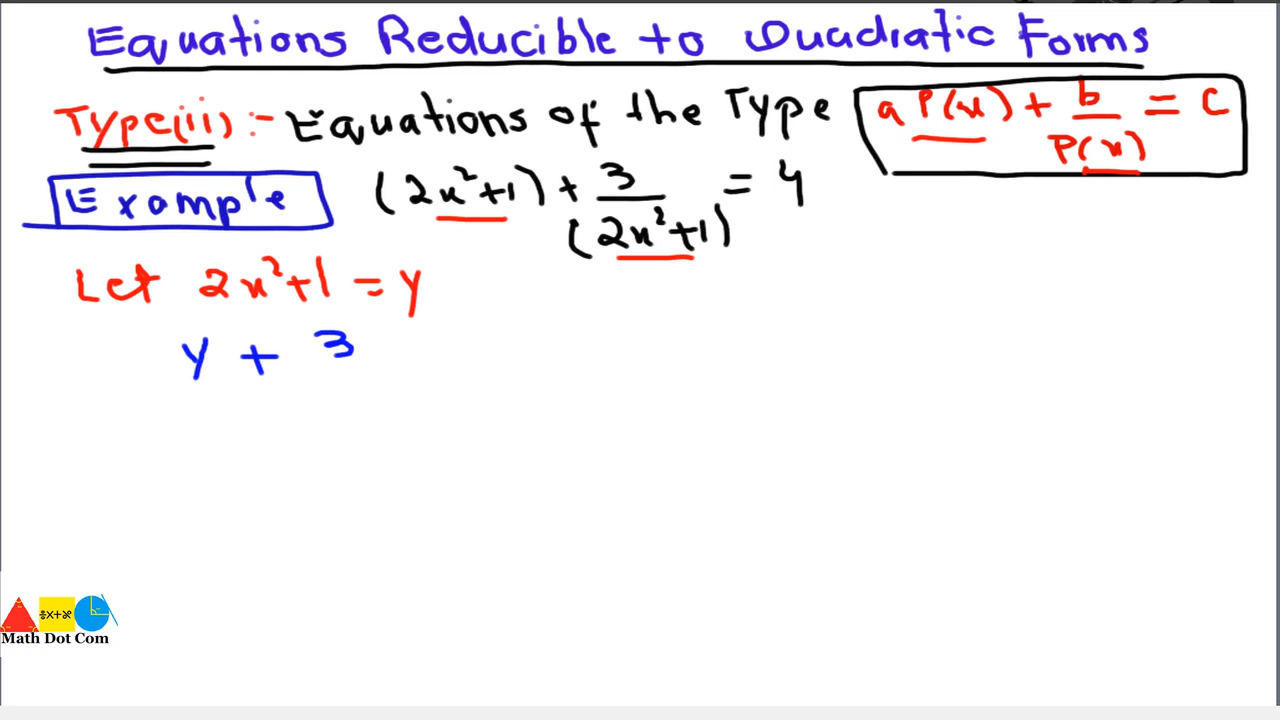 Equations Reducible to Quadratic Forms
Type(ii) :- Equations of the Type a P(x) + b/P(x) = c
Example (2x²+1) + 3/(2x²+1) = 4
Let 2x²+1 = y
y + 3
÷x+
Math Dot Com